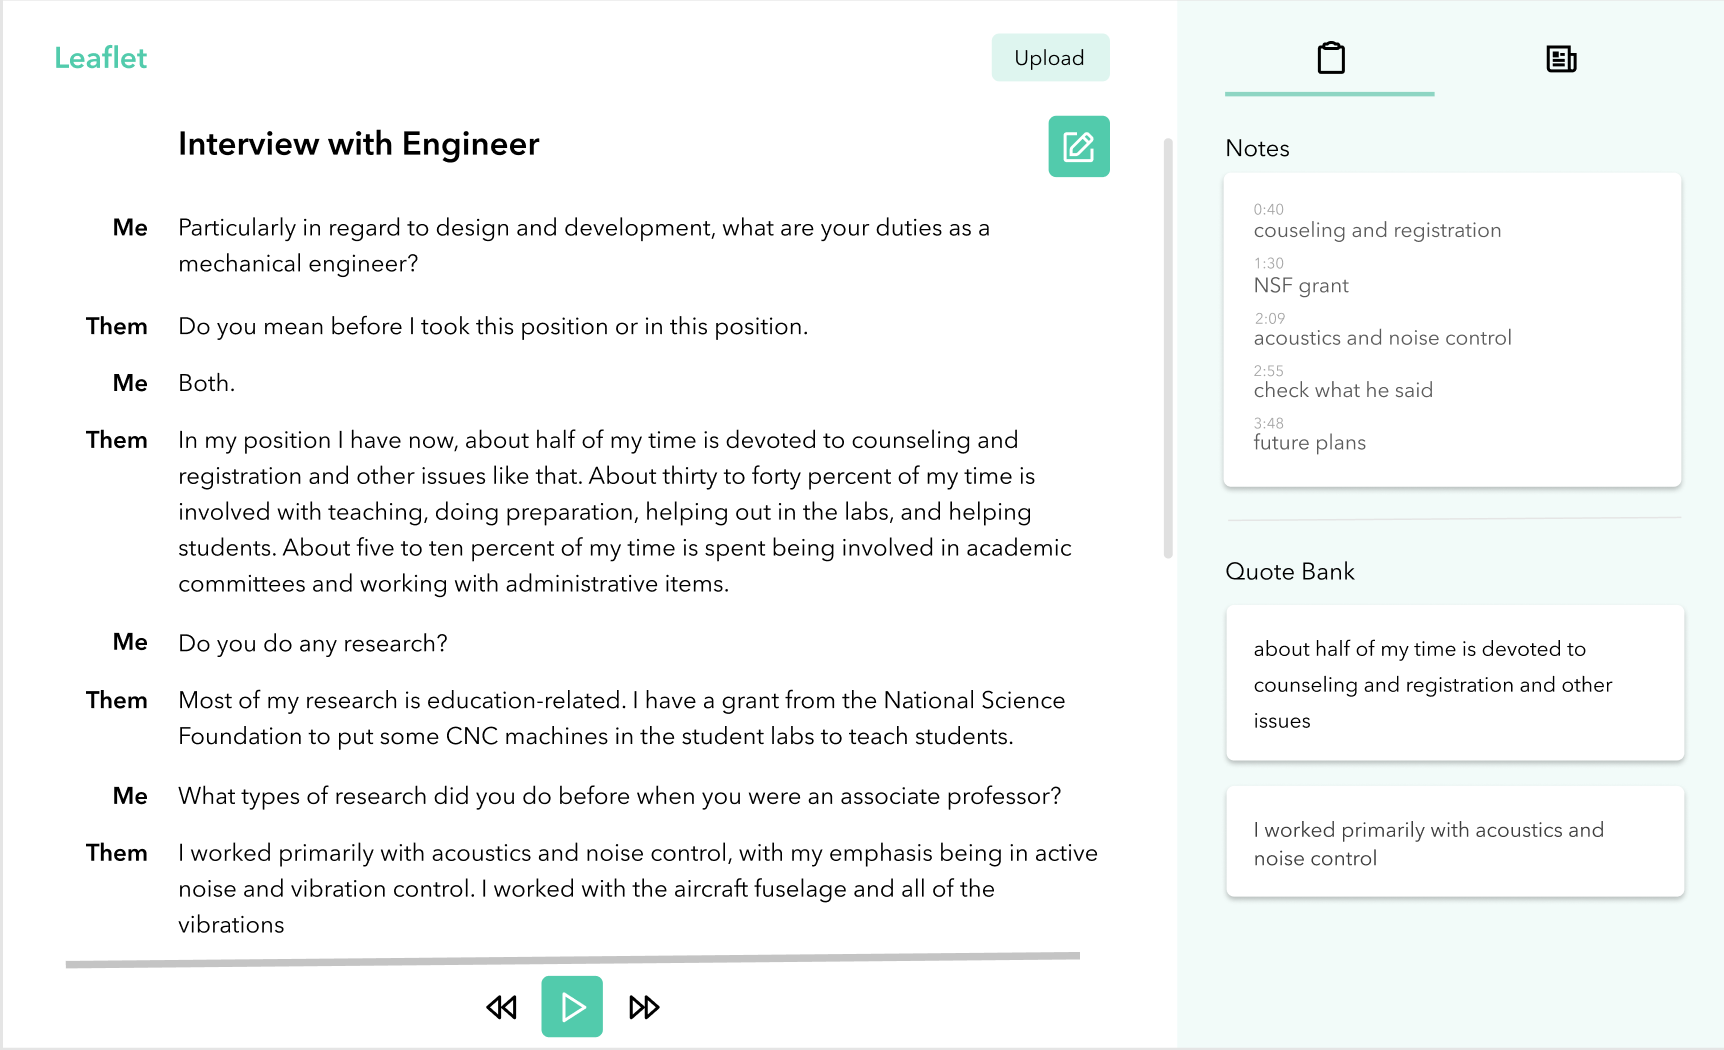 Leaflet
Upload
Interview with Engineer
Me Particularly in regard to design and development, what are your duties as a
mechanical engineer?
Them Do you mean before I took this position or in this position.
Me Both.
Them In my position I have now, about half of my time is devoted to counseling and
registration and other issues like that. About thirty to forty percent of my time is
involved with teaching, doing preparation, helping out in the labs, and helping
students. About five to ten percent of my time is spent being involved in academic
committees and working with administrative items.
Me Do you do any research?
Them Most of my research is education-related. I have a grant from the National Science
Foundation to put some CNC machines in the student labs to teach students.
Me What types of research did you do before when you were an associate professor?
Them I worked primarily with acoustics and noise control, with my emphasis being in active
noise and vibration control. I worked with the aircraft fuselage and all of the
vibrations
Notes
0:40
couseling and registration
1:30
NSF grant
2:09
acoustics and noise control
2:55
check what he said
3:48
future plans
Quote Bank
about half of my time is devoted to
counseling and registration and other
issues
I worked primarily with acoustics and
noise control